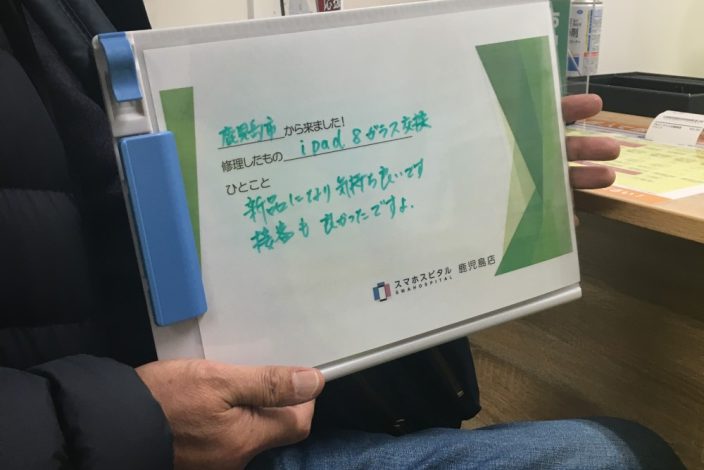 鹿児島市から来ました!
修理したもの ipad 8 ガラス交換
ひとこと
新品になり気持ち良いです
接客も 良かったですよ.
スマホスピタル 鹿児島店
SMAHOSPITAL